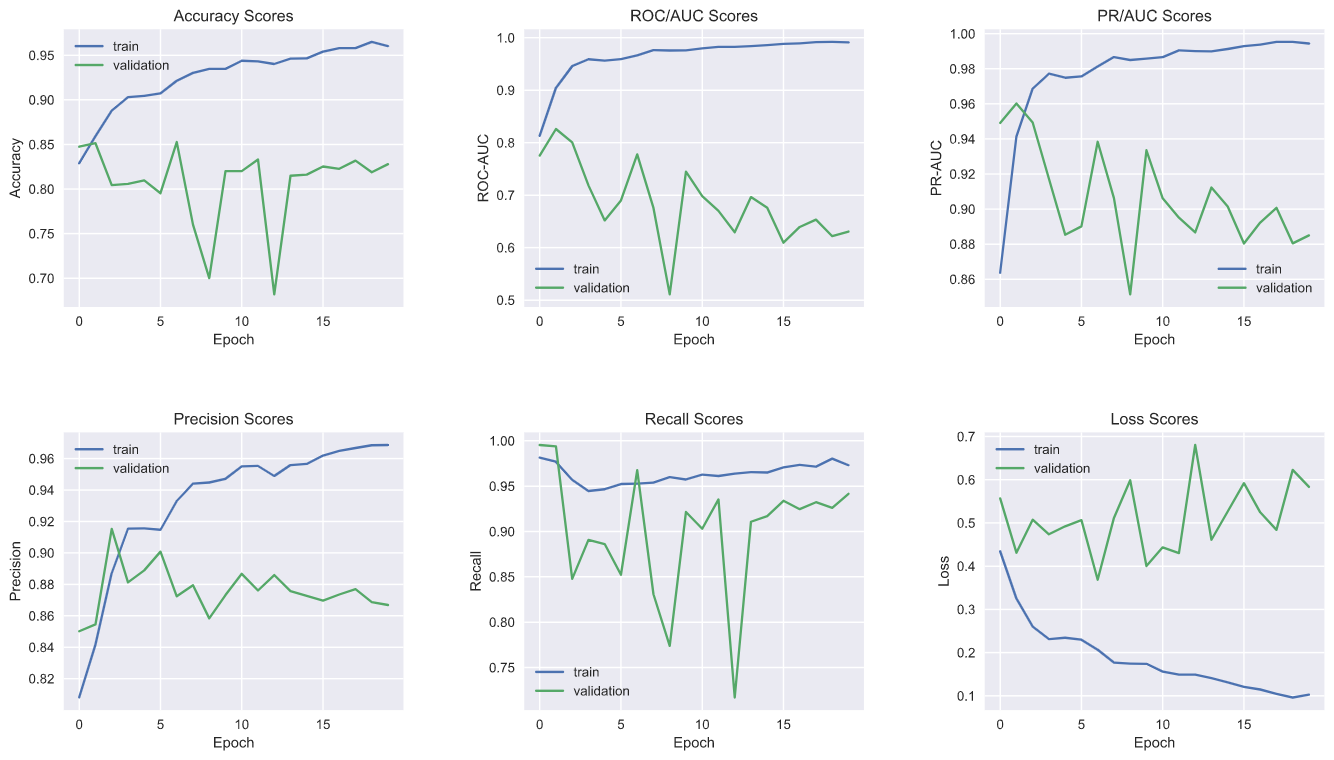 Accuracy Scores
train
validation
0.95
0.90
0.85
0.80
0.75
0.70
Accuracy
0 5 10 15
Epoch
ROC/AUC Scores
1.0
0.9
0.8
0.7
0.6
0.5
ROC-AUC
train
validation
0 5 10 15
Epoch
PR/AUC Scores
1.00
0.98
0.96
0.94
0.92
0.90
0.88
0.86
PR-AUC
train
validation
0 5 10 15
Epoch
Precision Scores
train
validation
0.96
0.94
0.92
0.90
0.88
0.86
0.84
0.82
Precision
0 5 10 15
Epoch
Recall Scores
1.00
0.95
0.90
0.85
0.80
0.75
Recall
train
validation
0 5 10 15
Epoch
Loss Scores
train
validation
0.7
0.6
0.5
0.4
0.3
0.2
0.1
Loss
0 5 10 15
Epoch